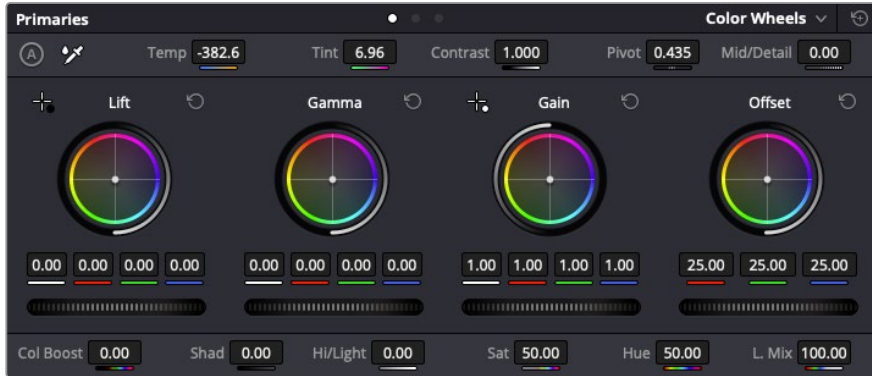 Primaries Color Wheels
A Temp -382.6 Tint 6.96 Contrast 1.000 Pivot 0.435 Mid/Detail 0.00
Lift Gamma Gain Offset
0.00 0.00 0.00 0.00 0.00 0.00 0.00 0.00 1.00 1.00 1.00 1.00 25.00 25.00 25.00
Col Boost 0.00 Shad 0.00 Hi/Light 0.00 Sat 50.00 Hue 50.00 L. Mix 100.00